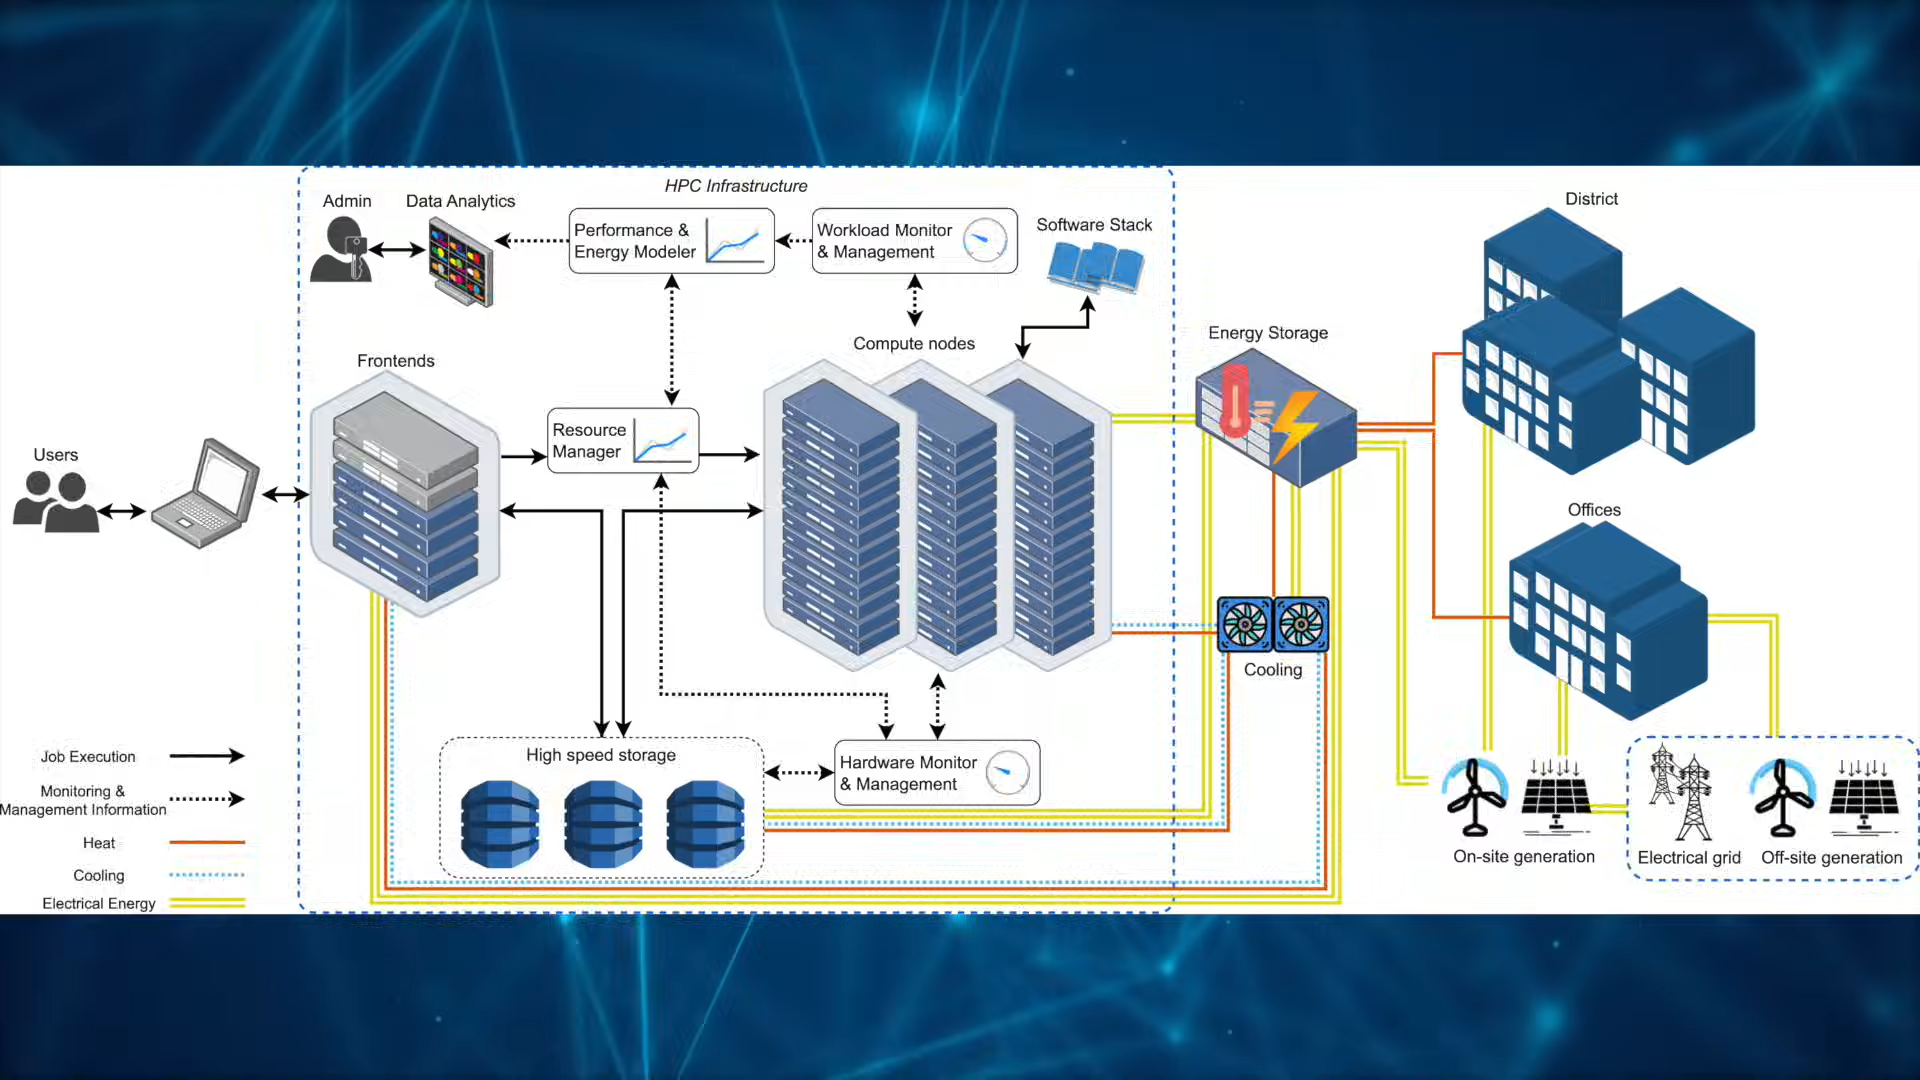 HPC Infrastructure
Admin
Data Analytics
Performance &
Energy Modeler
Workload Monitor
& Management
Software Stack
District
Frontends
Compute nodes
Energy Storage
Users
Resource
Manager
Offices
Cooling
High speed storage
Hardware Monitor
& Management
Job Execution
Monitoring &
Management Information
Heat
Cooling
Electrical Energy
On-site generation
Electrical grid
Off-site generation